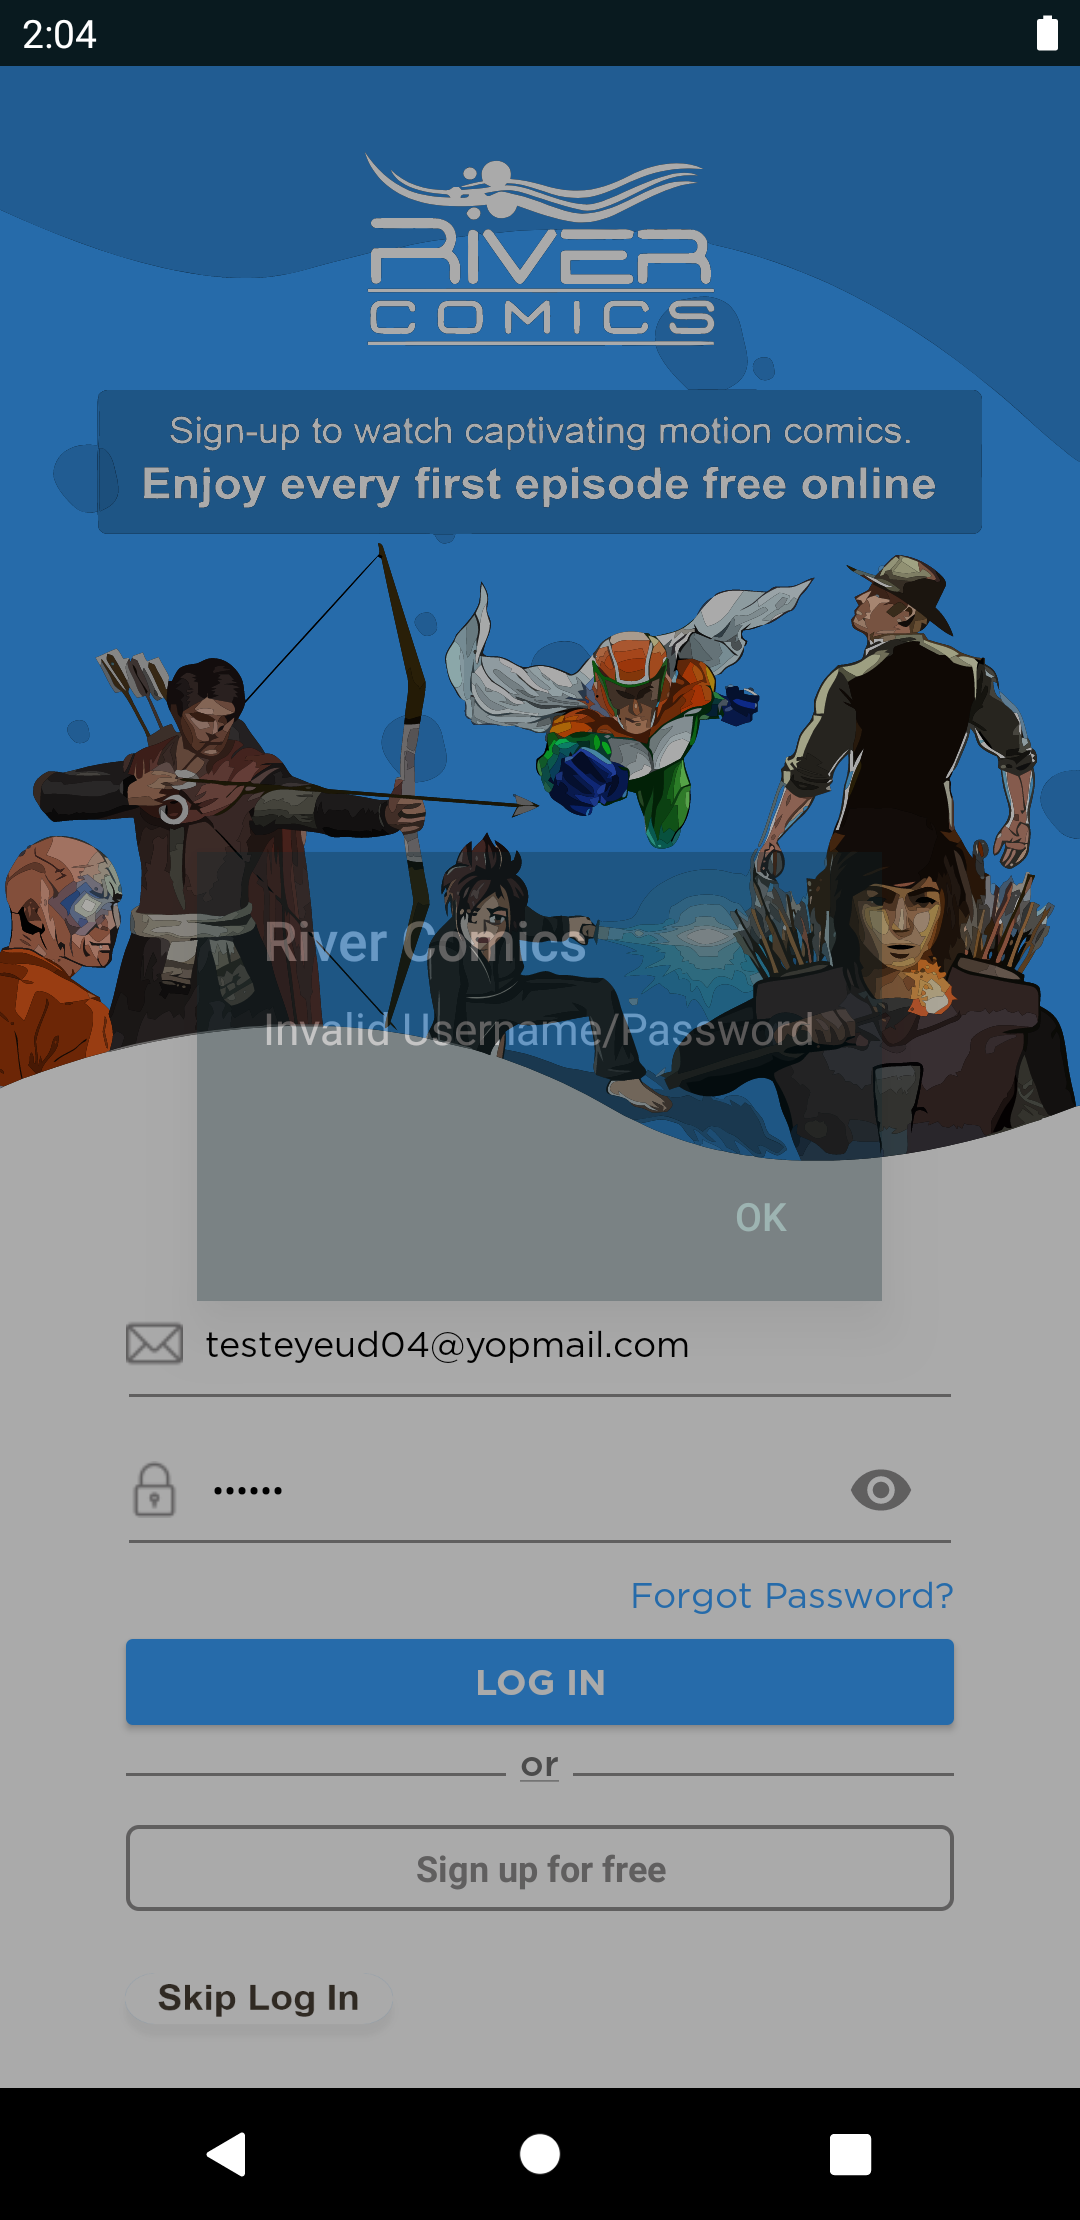 2:04
RIVER
COMICS
Sign-up to watch captivating motion comics.
Enjoy every first episode free online
River Comics
Invalid Username/Password
OK
testeyeud04@yopmail.com
••••••
Forgot Password?
LOG IN
or
Sign up for free
Skip Log In